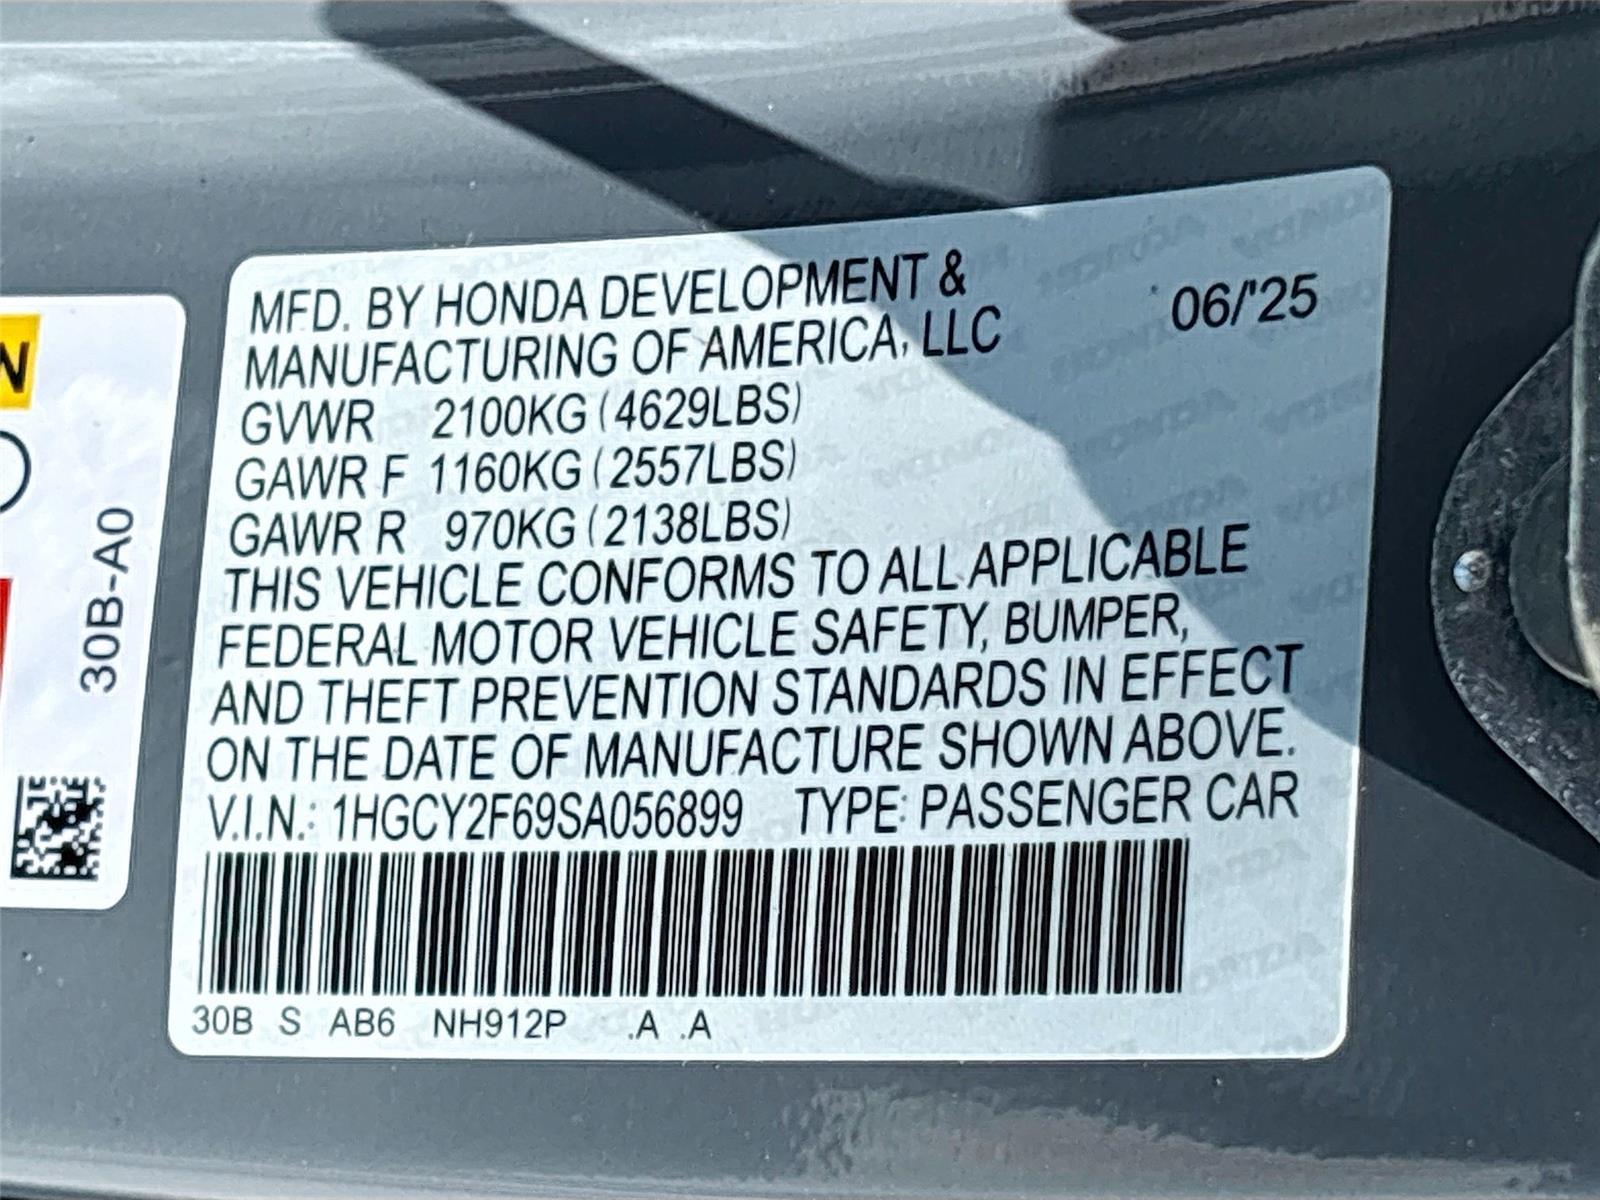 N
30B-A0
MFD. BY HONDA DEVELOPMENT &
MANUFACTURING OF AMERICA, LLC
06/'25
GVWR 2100KG (4629LBS)
GAWR F 1160KG (2557LBS)
GAWR R 970KG (2138LBS)
THIS VEHICLE CONFORMS TO ALL APPLICABLE
FEDERAL MOTOR VEHICLE SAFETY, BUMPER,
AND THEFT PREVENTION STANDARDS IN EFFECT
ON THE DATE OF MANUFACTURE SHOWN ABOVE.
V.I.N.: 1HGCY2F69SA056899 TYPE: PASSENGER CAR
30B S AB6 NH912P .A .A